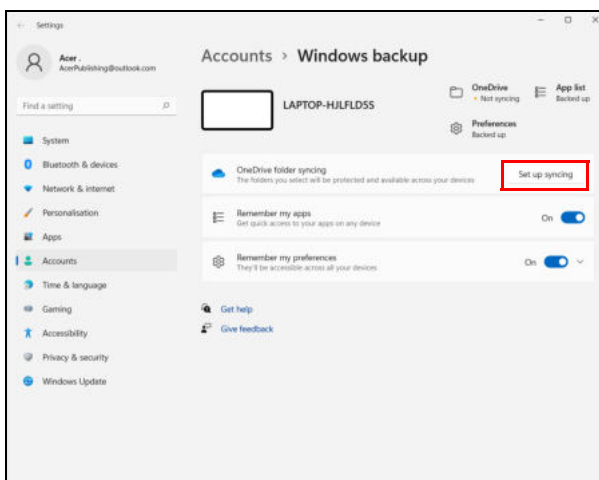 Settings
Acer .
AcerPublishing@outlook.com
Find a setting
System
Bluetooth & devices
Network & internet
Personalisation
Apps
Accounts
Time & language
Gaming
Accessibility
Privacy & security
Windows Update
Accounts > Windows backup
LAPTOP-HJLFLD5S
OneDrive
• Not syncing
App list
Backed up
Preferences
Backed up
OneDrive folder syncing
The folders you select will be protected and available across your devices
Set up syncing
Remember my apps
Get quick access to your apps on any device
On
Remember my preferences
They'll be accessible across all your devices
On
Get help
Give feedback